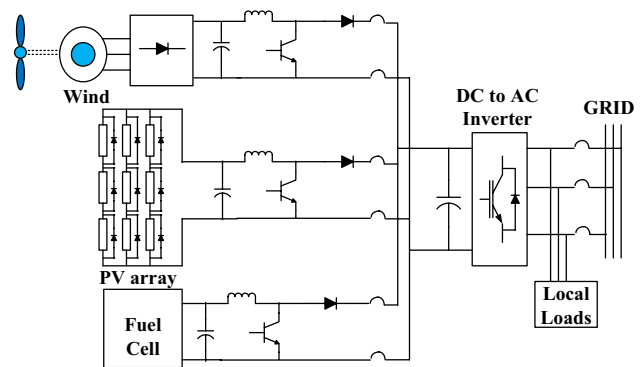 Wind
DC to AC
Inverter
GRID
PV array
Fuel
Cell
Local
Loads